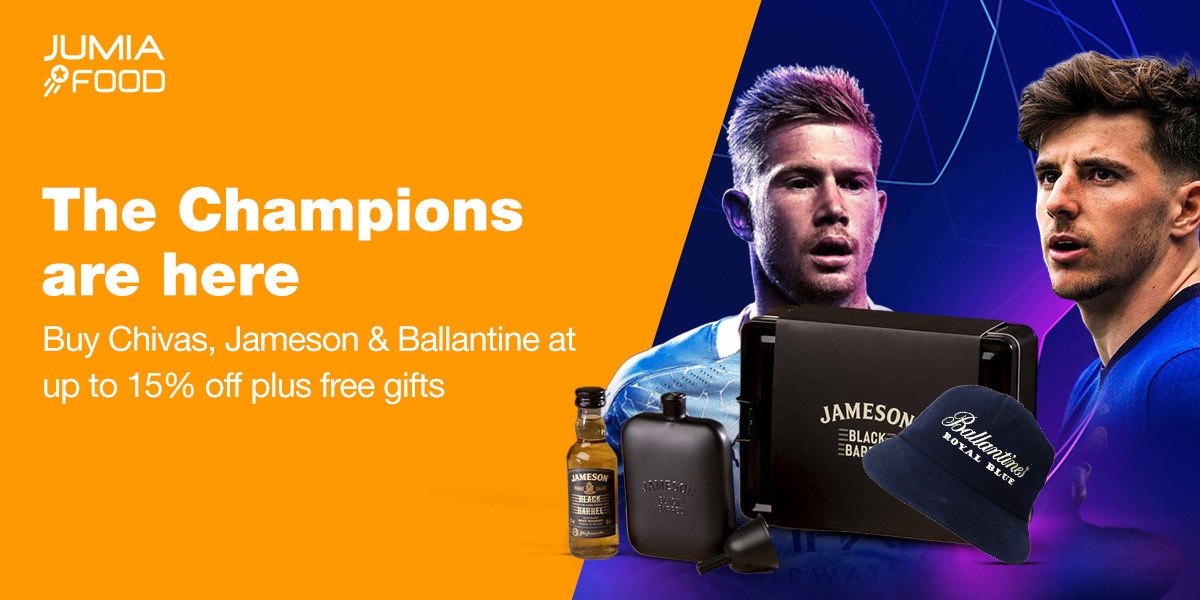 JUMIA
FOOD
The Champions
are here
Buy Chivas, Jameson & Ballantine at
up to 15% off plus free gifts
JAMESON
BLACK
BARREL
JAMESON
BLACK
BARREL
JAMESON
BLACK
Ballantine's
ROYAL BLUE